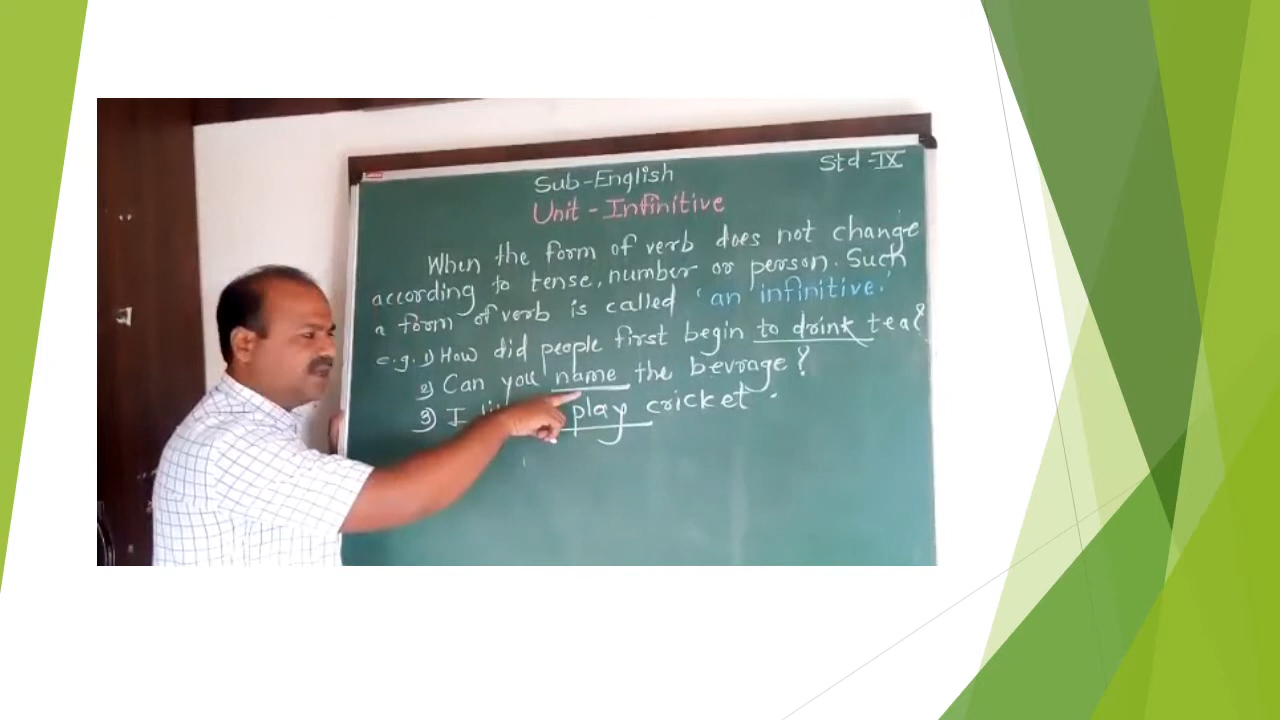 Std-IX
Sub-English
Unit - Infinitive
When the form of verb does not change
according to tense, number or person. Such
a form of verb is called 'an infinitive.'
e.g. 1) How did people first begin to drink tea?
2) Can you name the bevrage?
3) I play cricket.